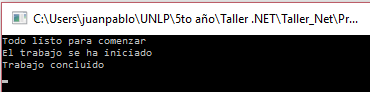 C:\Users\juanpablo\UNLP\5to año\Taller .NET\Taller_Net\Pr...
Todo listo para comenzar
El trabajo se ha iniciado
Trabajo concluido